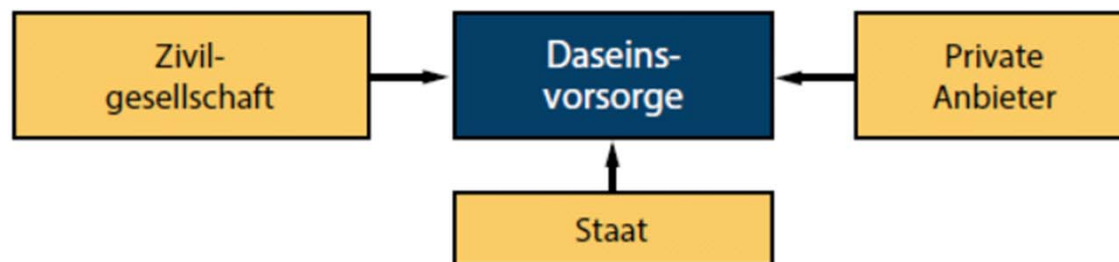 Zivil-
gesellschaft
Daseins-
vorsorge
Private
Anbieter
Staat